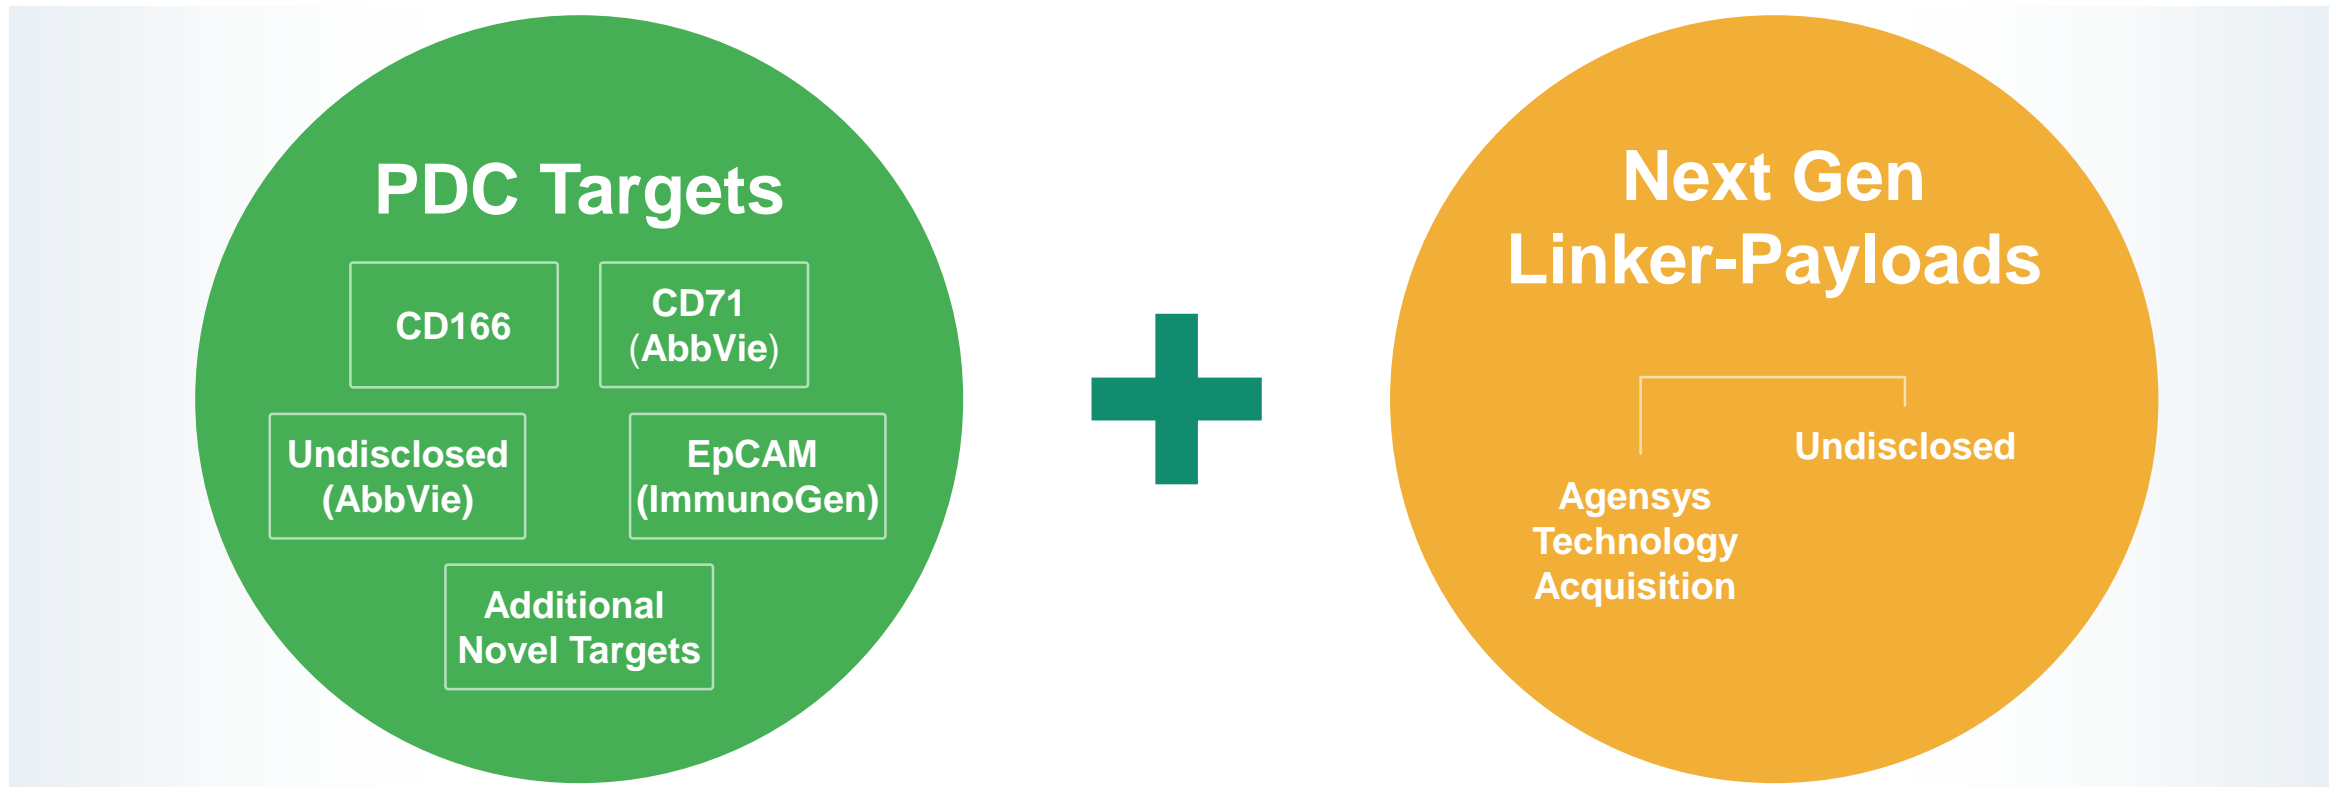 PDC Targets
CD166
CD71
(AbbVie)
Undisclosed
(AbbVie)
EpCAM
(ImmunoGen)
Additional
Novel Targets
Next Gen
Linker-Payloads
Agensys
Technology
Acquisition
Undisclosed